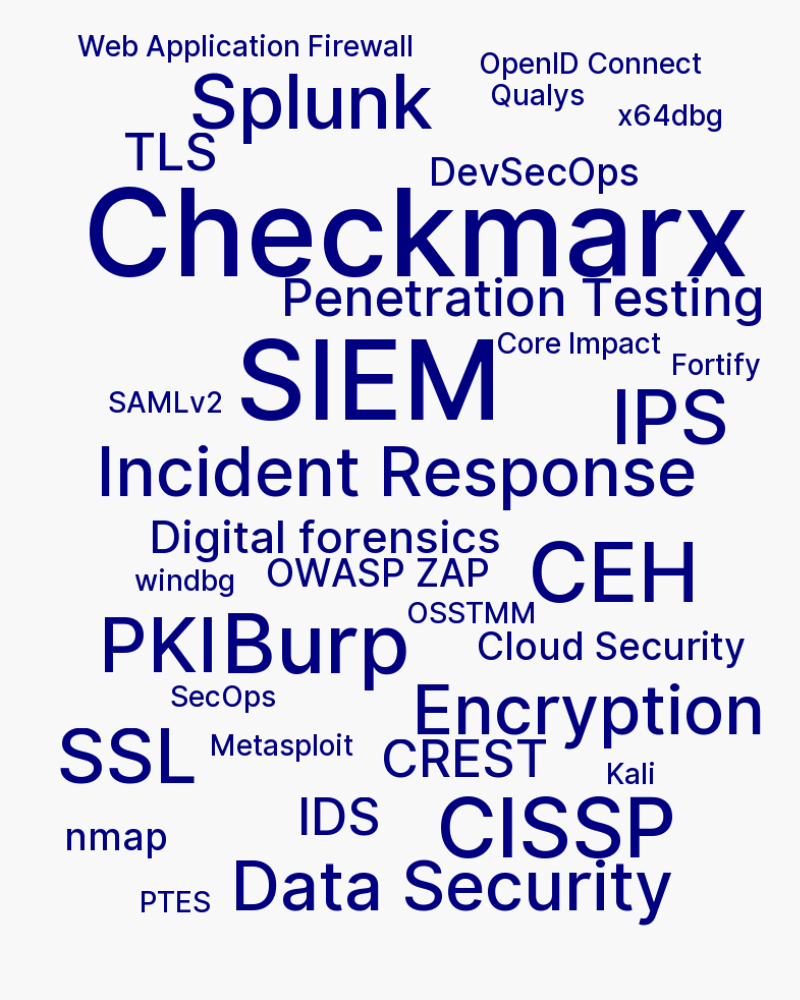 Web Application Firewall
OpenID Connect
Splunk
Qualys
x64dbg
TLS
DevSecOps
Checkmarx
Penetration Testing
SIEM
Core Impact
Fortify
SAMLv2
IPS
Incident Response
Digital forensics
CEH
windbg
OWASP ZAP
OSSTMM
PKI
Burp
Cloud Security
SecOps
Encryption
SSL
Metasploit
CREST
Kali
IDS
CISSP
nmap
Data Security
PTES